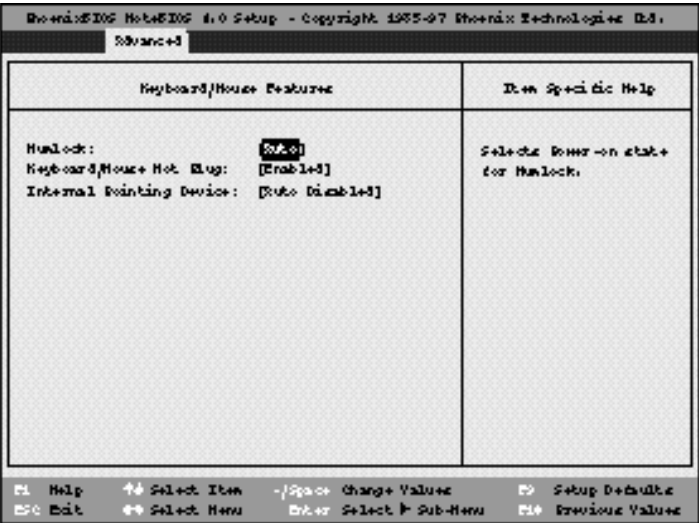 PhoenixBIOS NoteBIOS 4.0 Setup - Copyright 1985-97 Phoenix Technologies Ltd.
Advanced
Keyboard/Mouse Features
Item Specific Help
Numlock: [Auto]
Keyboard/Mouse Hot Plug: [Enabled]
Internal Pointing Device: [Auto Disabled]
Selects Power-on state
for Numlock.
F1 Help ↑↓ Select Item -/Space Change Values F9 Setup Defaults
ESC Exit ←→ Select Menu Enter Select ▶ Sub-Menu F10 Previous Values